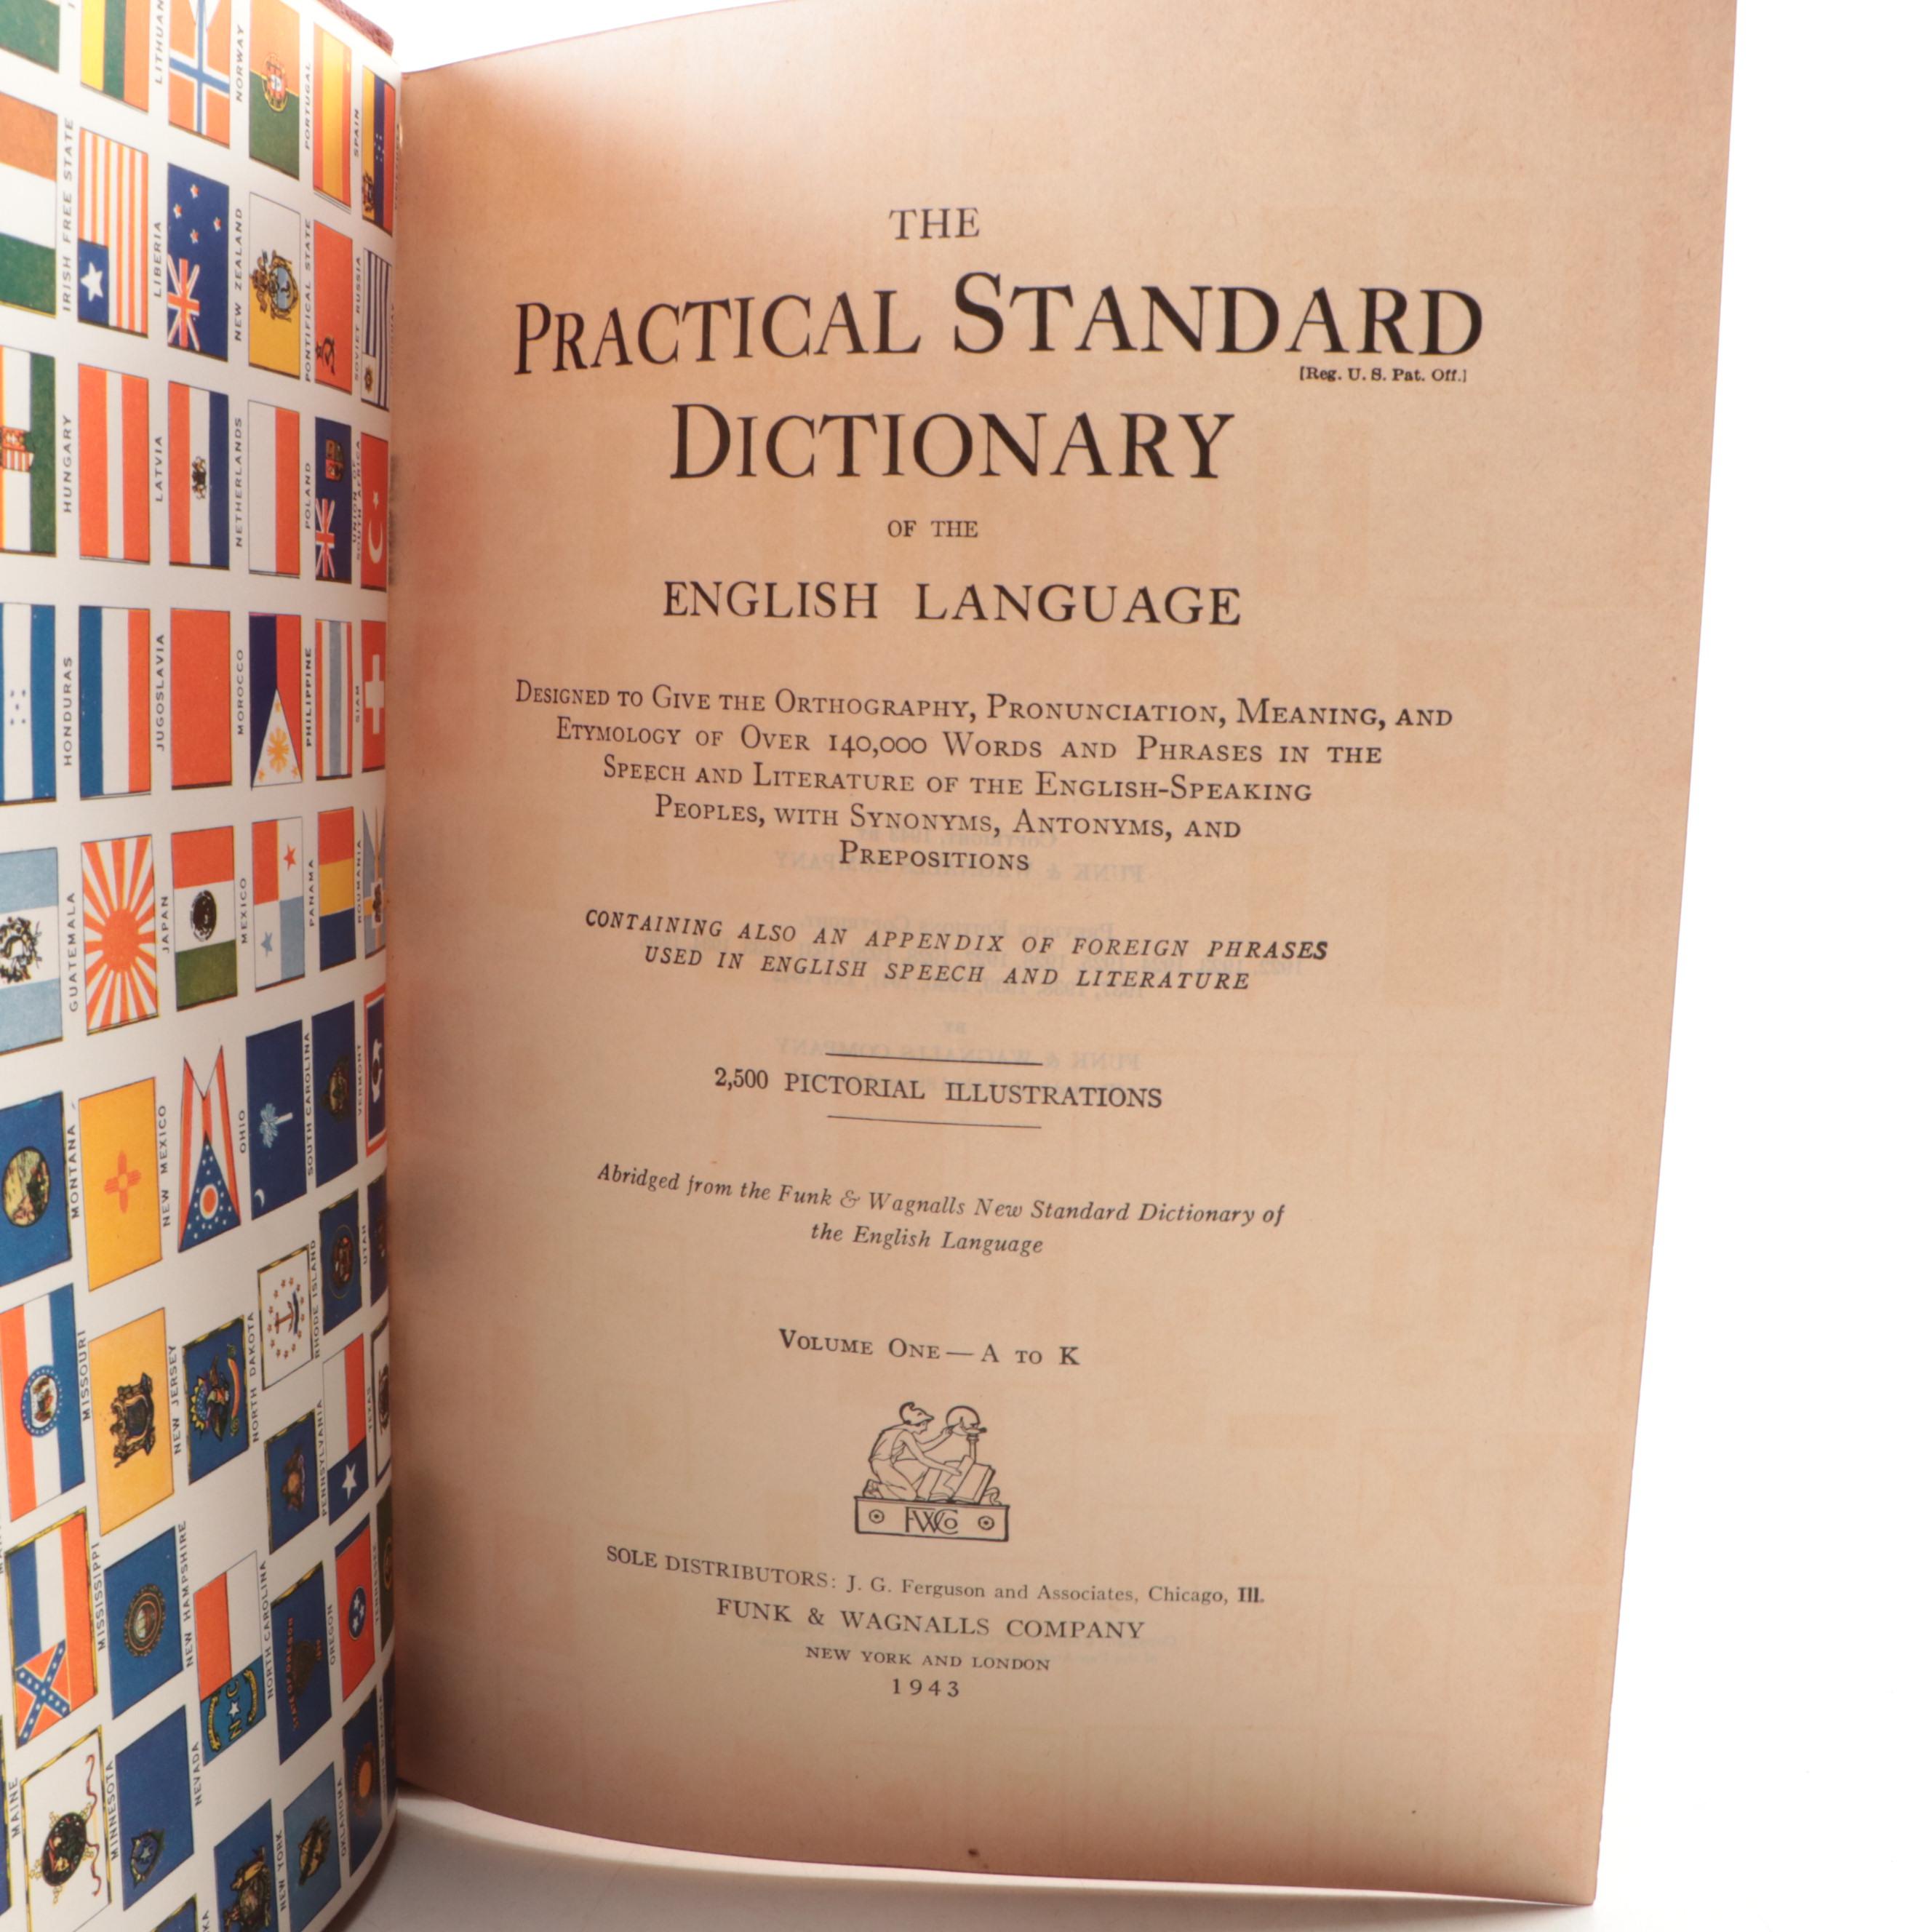 THE
PRACTICAL STANDARD
[Reg. U. S. Pat. Off.]
DICTIONARY
OF THE
ENGLISH LANGUAGE
DESIGNED TO GIVE THE ORTHOGRAPHY, PRONUNCIATION, MEANING, AND
ETYMOLOGY OF OVER 140,000 WORDS AND PHRASES IN THE
SPEECH AND LITERATURE OF THE ENGLISH-SPEAKING
PEOPLES, WITH SYNONYMS, ANTONYMS, AND
PREPOSITIONS
CONTAINING ALSO AN APPENDIX OF FOREIGN PHRASES
USED IN ENGLISH SPEECH AND LITERATURE
2,500 PICTORIAL ILLUSTRATIONS
Abridged from the Funk & Wagnalls New Standard Dictionary of
the English Language
VOLUME ONE — A TO K
FWCo
SOLE DISTRIBUTORS: J. G. Ferguson and Associates, Chicago, Ill.
FUNK & WAGNALLS COMPANY
NEW YORK AND LONDON
1943
NORWAY
PORTUGAL
SPAIN
IRISH FREE STATE
LIBERIA
NEW ZEALAND
PONTIFICAL STATE
SOVIET RUSSIA
HUNGARY
LATVIA
NETHERLANDS
POLAND
UNION OF
SOUTH AFRICA
HONDURAS
JUGOSLAVIA
MOROCCO
PHILIPPINE
SIAM
GUATEMALA
JAPAN
MEXICO
PANAMA
ROUMANIA
MONTANA
NEW MEXICO
OHIO
SOUTH CAROLINA
VERMONT
MISSOURI
NEW JERSEY
NORTH DAKOTA
RHODE ISLAND
UTAH
MISSISSIPPI
NEW HAMPSHIRE
NORTH CAROLINA
PENNSYLVANIA
TEXAS
MAINE
MINNESOTA
NEVADA
OREGON
TENNESSEE
NEW YORK
OKLAHOMA